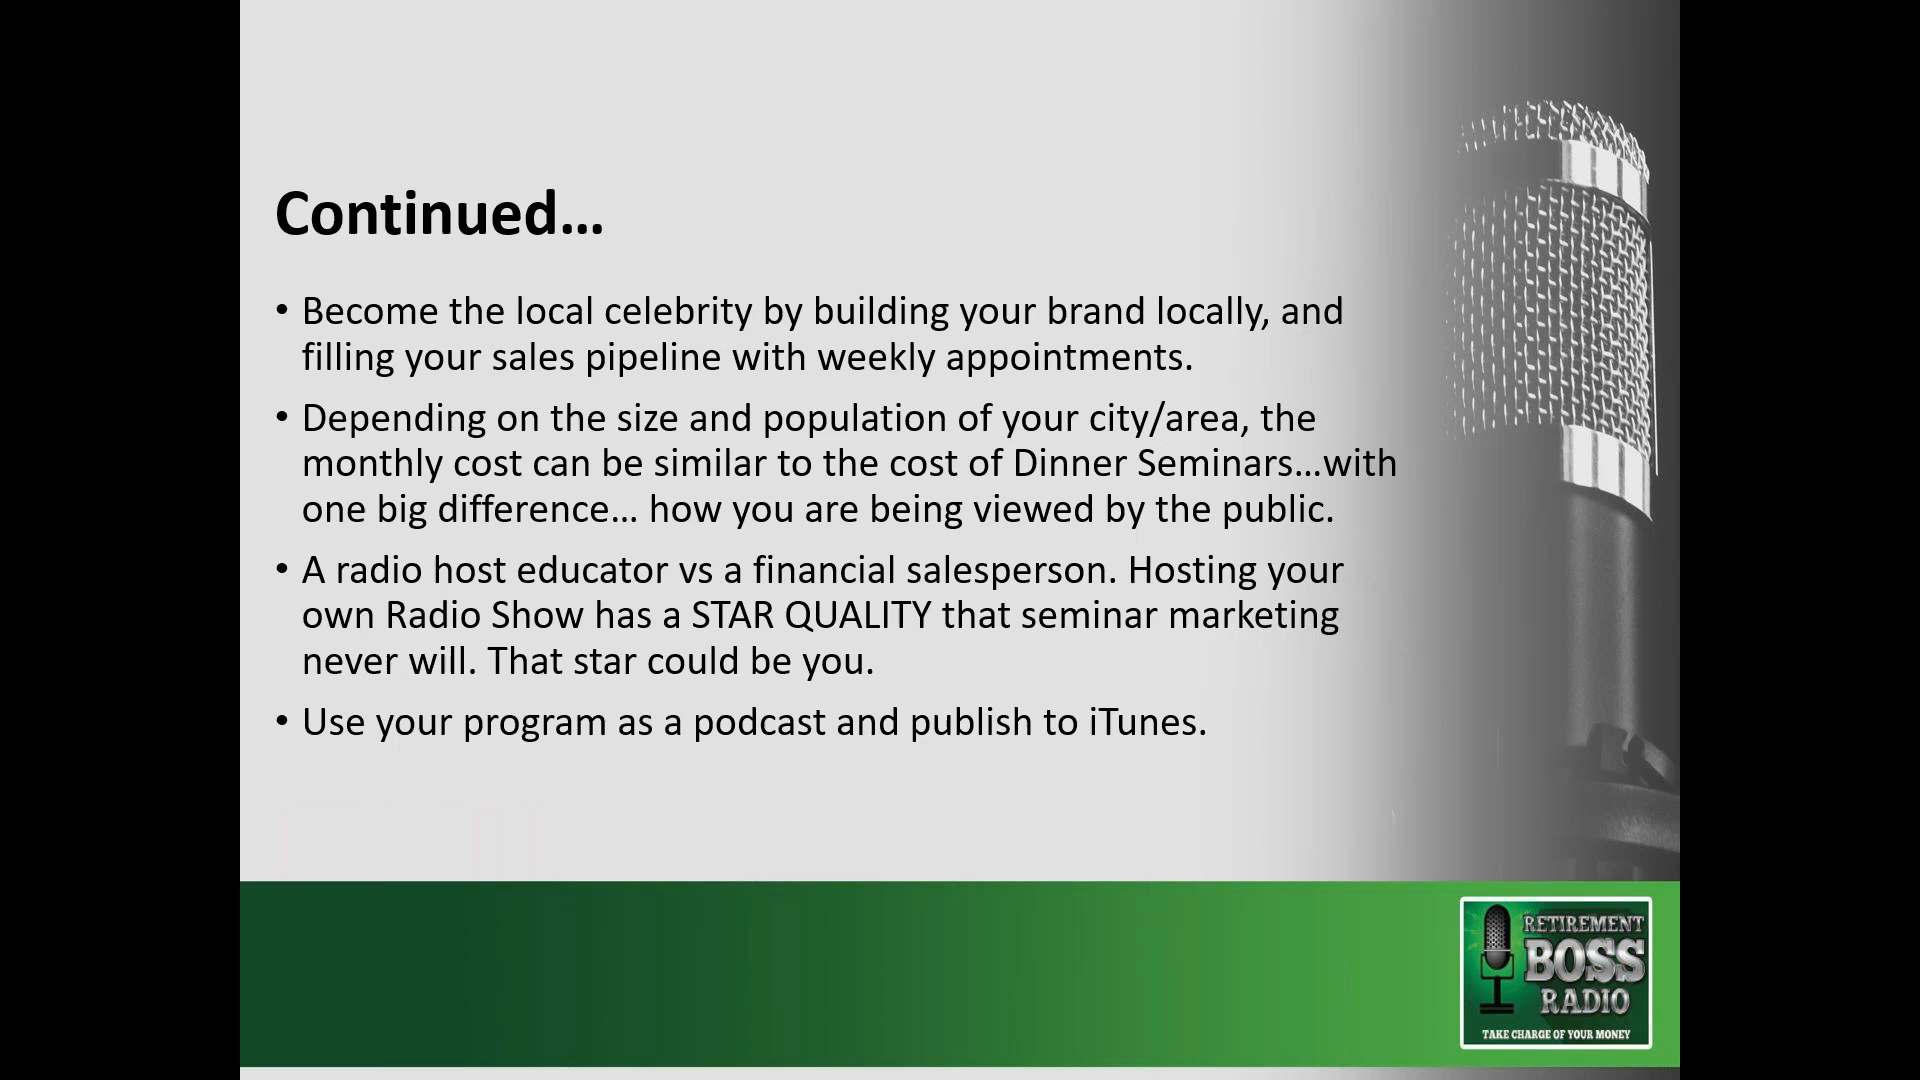 Continued...
• Become the local celebrity by building your brand locally, and
filling your sales pipeline with weekly appointments.
• Depending on the size and population of your city/area, the
monthly cost can be similar to the cost of Dinner Seminars...with
one big difference... how you are being viewed by the public.
• A radio host educator vs a financial salesperson. Hosting your
own Radio Show has a STAR QUALITY that seminar marketing
never will. That star could be you.
• Use your program as a podcast and publish to iTunes.
RETIREMENT
BOSS
RADIO
TAKE CHARGE OF YOUR MONEY